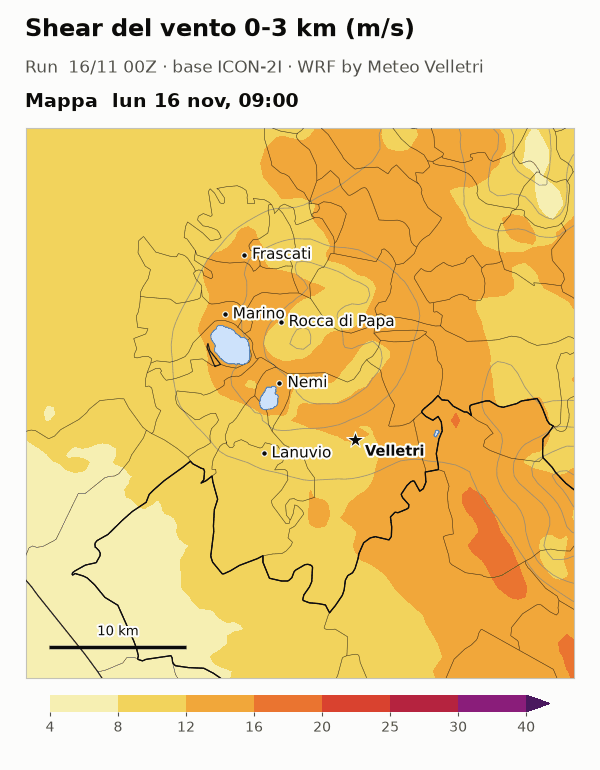 Shear del vento 0-3 km (m/s)
Run  16/11 00Z · base ICON-2I · WRF by Meteo Velletri
Mappa  lun 16 nov, 09:00
Frascati
Marino
Rocca di Papa
Nemi
Velletri
Lanuvio
10 km
4 8 12 16 20 25 30 40